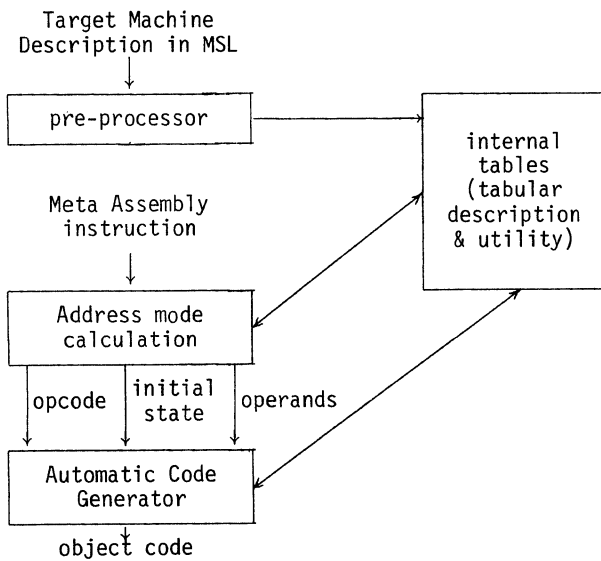 Target Machine
Description in MSL
pre-processor
internal
tables
(tabular
description
& utility)
Meta Assembly
instruction
Address mode
calculation
opcode
initial
state
operands
Automatic Code
Generator
object code